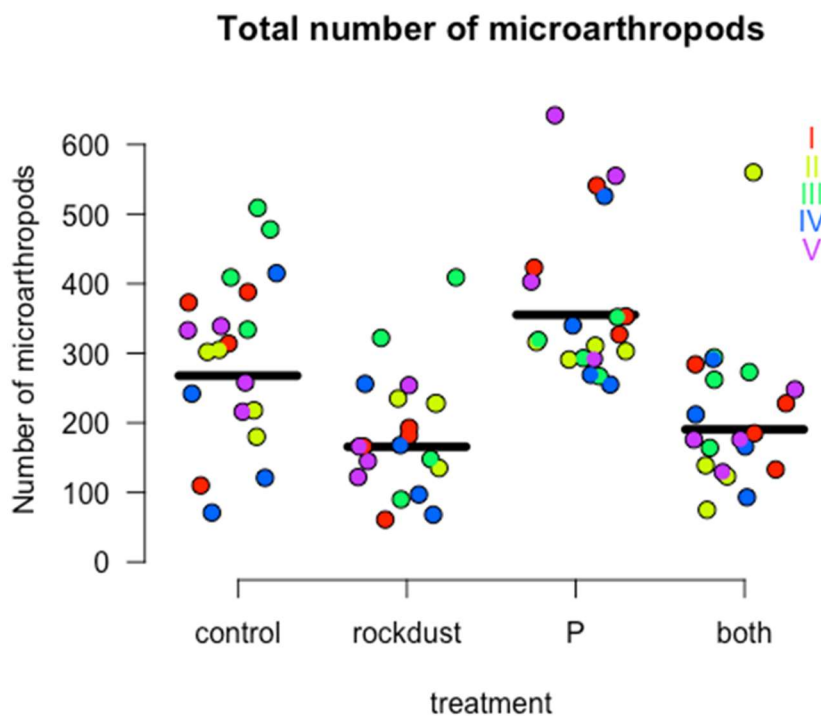 Total number of microarthropods
Number of microarthropods
600
500
400
300
200
100
0
I
II
III
IV
V
control rockdust P both
treatment